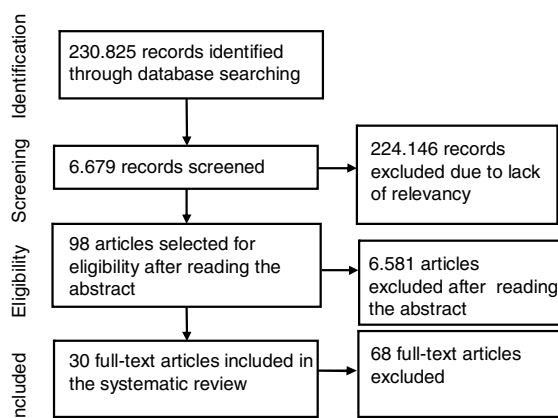 Identification
230.825 records identified
through database searching
Screening
6.679 records screened
224.146 records
excluded due to lack
of relevancy
Eligibility
98 articles selected for
eligibility after reading the
abstract
6.581 articles
excluded after reading
the abstract
ncluded
30 full-text articles included in
the systematic review
68 full-text articles
excluded